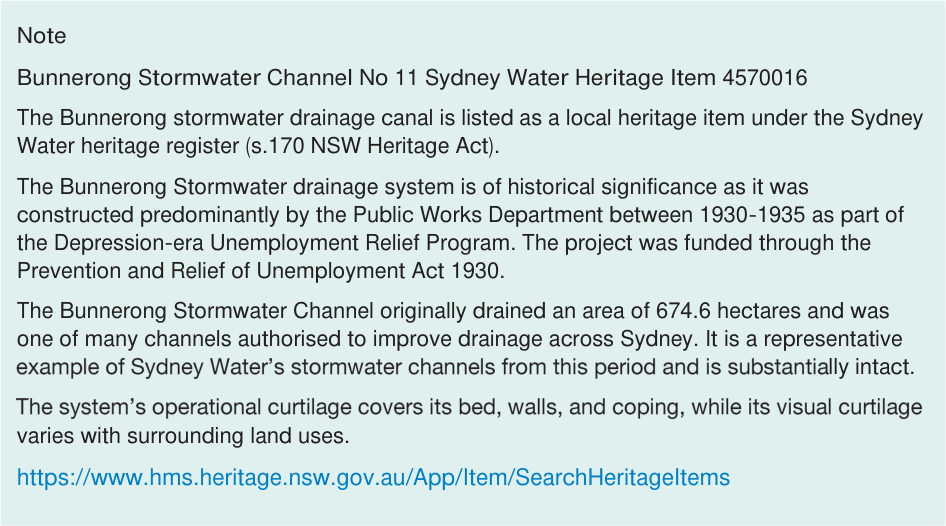 Note
Bunnerong Stormwater Channel No 11 Sydney Water Heritage Item 4570016
The Bunnerong stormwater drainage canal is listed as a local heritage item under the Sydney
Water heritage register (s.170 NSW Heritage Act).
The Bunnerong Stormwater drainage system is of historical significance as it was
constructed predominantly by the Public Works Department between 1930-1935 as part of
the Depression-era Unemployment Relief Program. The project was funded through the
Prevention and Relief of Unemployment Act 1930.
The Bunnerong Stormwater Channel originally drained an area of 674.6 hectares and was
one of many channels authorised to improve drainage across Sydney. It is a representative
example of Sydney Water’s stormwater channels from this period and is substantially intact.
The system’s operational curtilage covers its bed, walls, and coping, while its visual curtilage
varies with surrounding land uses.
https://www.hms.heritage.nsw.gov.au/App/Item/SearchHeritageItems